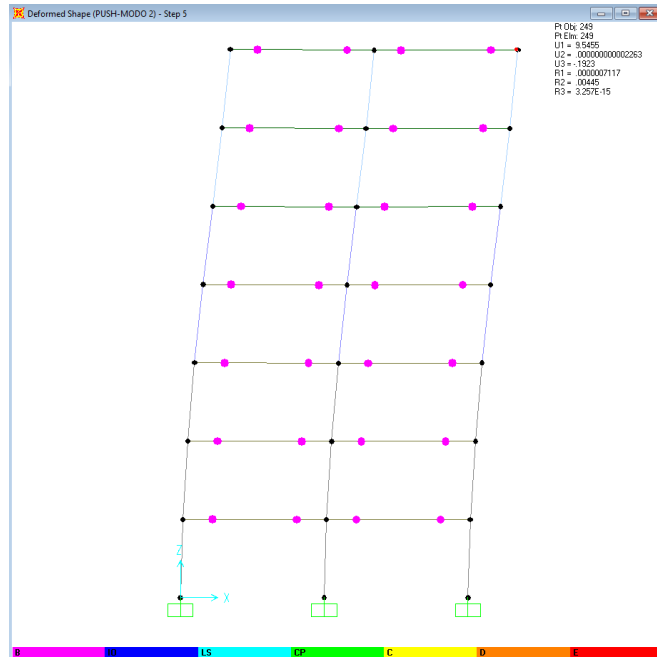 Deformed Shape (PUSH-MODO 2) - Step 5
Pt Obj: 249
Pt Elm: 249
U1 = 9.5455
U2 = .000000000002263
U3 = -.1923
R1 = .0000007117
R2 = .00445
R3 = 3.257E-15
Z
X
B IO LS CP C D E